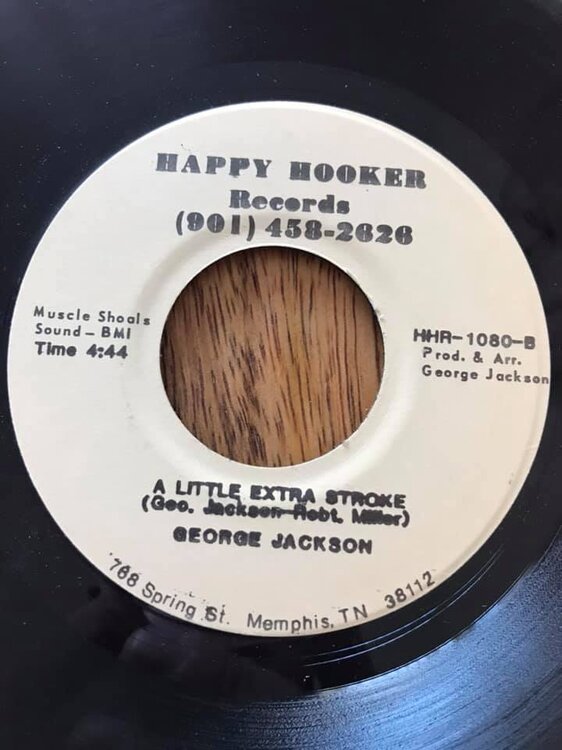 HAPPY HOOKER
Records
(901) 458-2626
Muscle Shoals
Sound – BMI
Time 4:44
HHR-1080-B
Prod. & Arr.
George Jackson
A LITTLE EXTRA STROKE
(Geo. Jackson-Robt. Miller)
GEORGE JACKSON
768 Spring St. Memphis, TN 38112